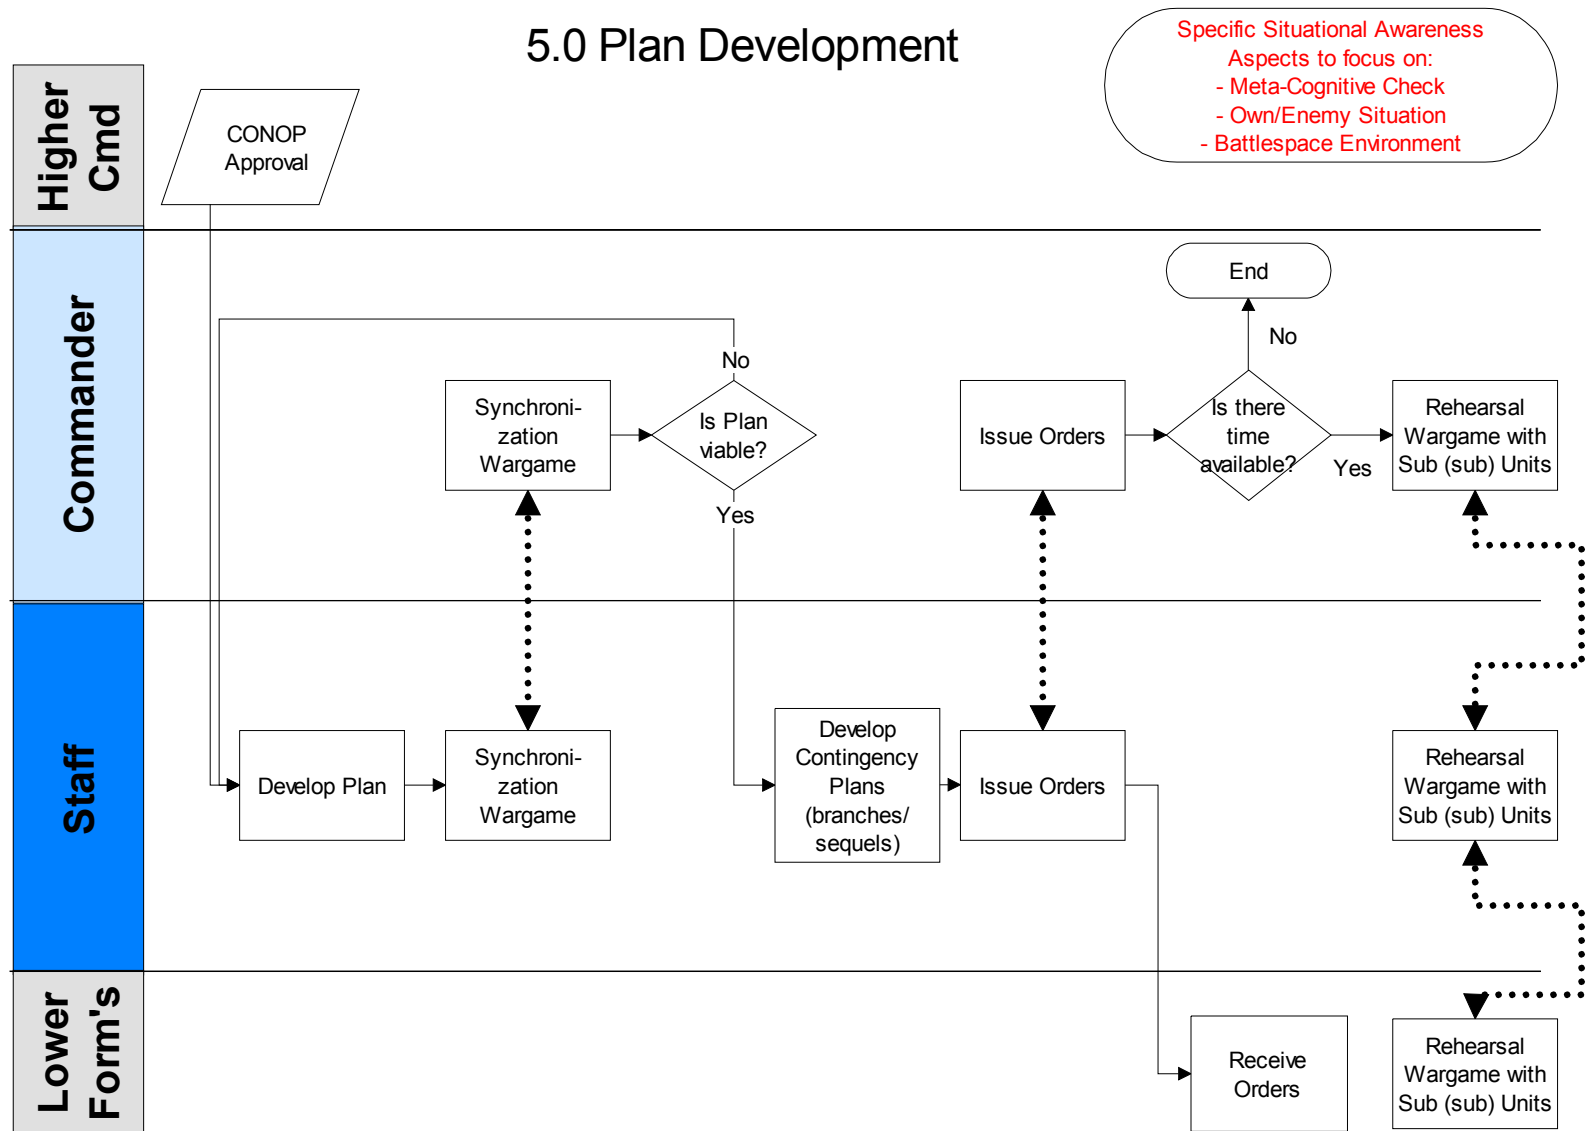 5.0 Plan Development
Specific Situational Awareness
Aspects to focus on:
- Meta-Cognitive Check
- Own/Enemy Situation
- Battlespace Environment
Higher
Cmd
CONOP
Approval
Commander
End
No
No
Synchroni-
zation
Wargame
Is Plan
viable?
Issue Orders
Is there
time
available?
Yes
Rehearsal
Wargame with
Sub (sub) Units
Yes
Staff
Develop Plan
Synchroni-
zation
Wargame
Develop
Contingency
Plans
(branches/
sequels)
Issue Orders
Rehearsal
Wargame with
Sub (sub) Units
Lower
Form's
Receive
Orders
Rehearsal
Wargame with
Sub (sub) Units